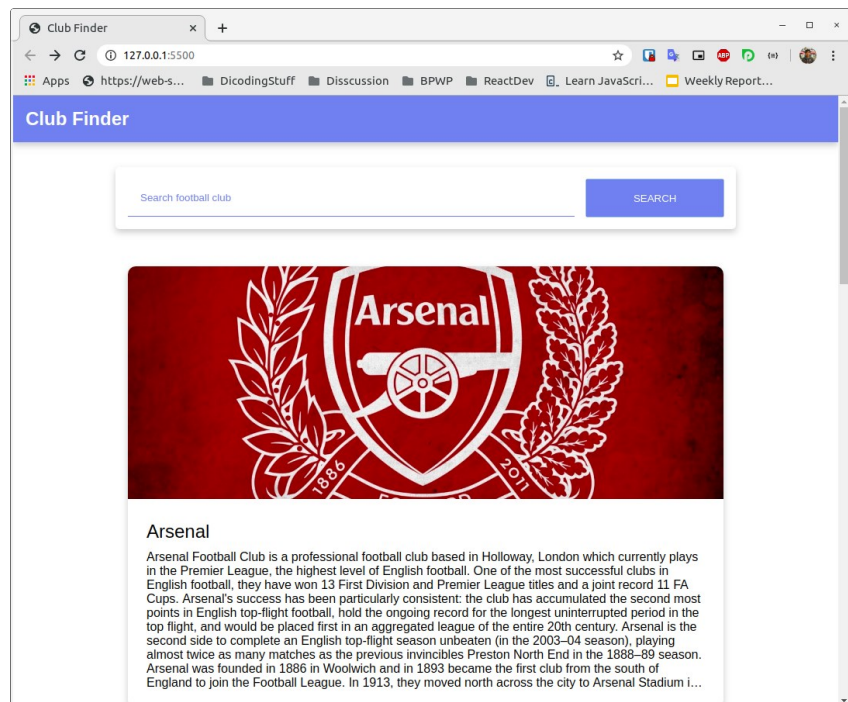 Club Finder
127.0.0.1:5500
ABP
Apps https://web-s... DicodingStuff Disscussion BPWP ReactDev Learn JavaScri... Weekly Report...
Club Finder
Search football club SEARCH
Arsenal
1886 2011
Arsenal
Arsenal Football Club is a professional football club based in Holloway, London which currently plays
in the Premier League, the highest level of English football. One of the most successful clubs in
English football, they have won 13 First Division and Premier League titles and a joint record 11 FA
Cups. Arsenal's success has been particularly consistent: the club has accumulated the second most
points in English top-flight football, hold the ongoing record for the longest uninterrupted period in the
top flight, and would be placed first in an aggregated league of the entire 20th century. Arsenal is the
second side to complete an English top-flight season unbeaten (in the 2003–04 season), playing
almost twice as many matches as the previous invincibles Preston North End in the 1888–89 season.
Arsenal was founded in 1886 in Woolwich and in 1893 became the first club from the south of
England to join the Football League. In 1913, they moved north across the city to Arsenal Stadium i…